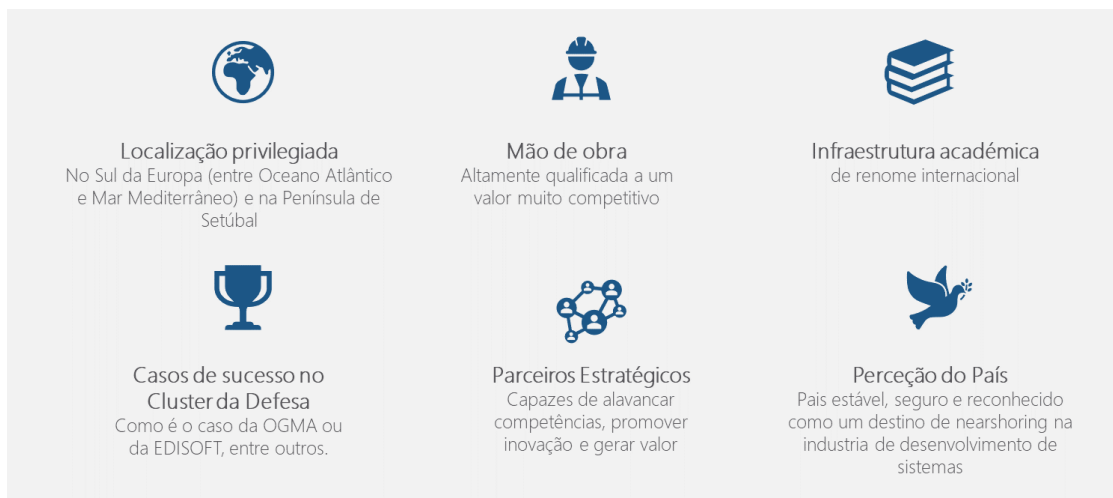 Localização privilegiada
No Sul da Europa (entre Oceano Atlântico
e Mar Mediterrâneo) e na Península de
Setúbal
Mão de obra
Altamente qualificada a um
valor muito competitivo
Infraestrutura académica
de renome internacional
Casos de sucesso no
Cluster da Defesa
Como é o caso da OGMA ou
da EDISOFT, entre outros.
Parceiros Estratégicos
Capazes de alavancar
competências, promover
inovação e gerar valor
Perceção do País
Pais estável, seguro e reconhecido
como um destino de nearshoring na
industria de desenvolvimento de
sistemas